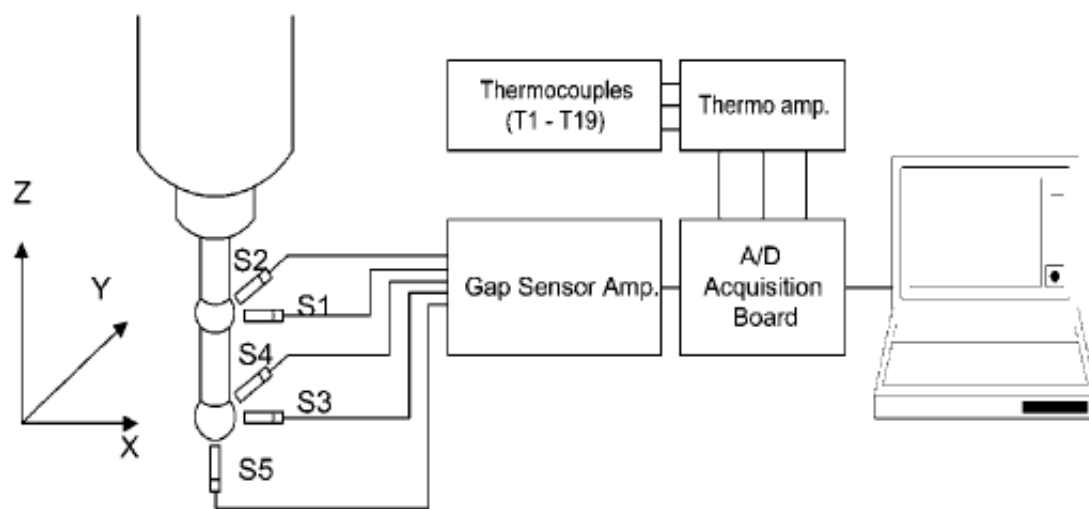 Thermocouples
(T1 - T19)
Thermo amp.
Z
Y
X
S2
S1
S4
S3
S5
Gap Sensor Amp.
A/D
Acquisition
Board